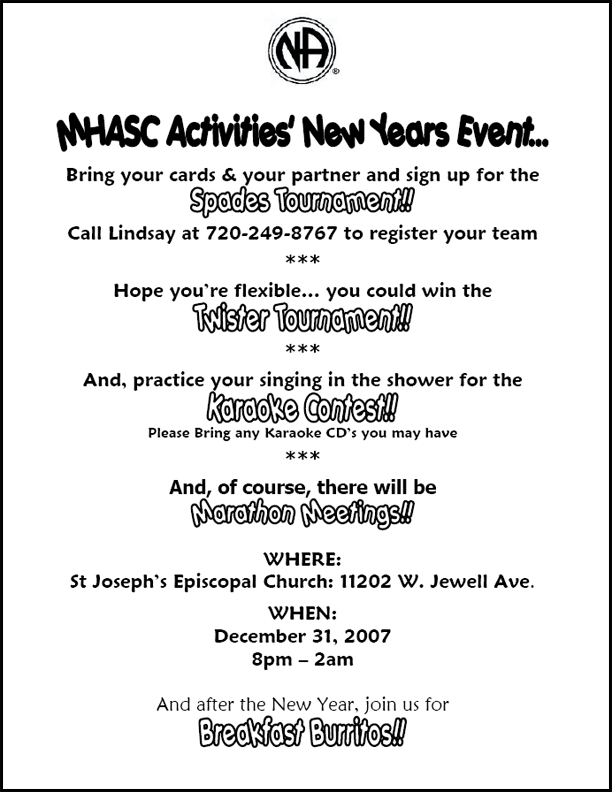 NA
®
MHASC Activities' New Years Event...
Bring your cards & your partner and sign up for the
Spades Tournament!!
Call Lindsay at 720-249-8767 to register your team
***
Hope you're flexible... you could win the
Twister Tournament!!
***
And, practice your singing in the shower for the
Karaoke Contest!!
Please Bring any Karaoke CD's you may have
***
And, of course, there will be
Marathon Meetings!!
WHERE:
St Joseph's Episcopal Church: 11202 W. Jewell Ave.
WHEN:
December 31, 2007
8pm – 2am
And after the New Year, join us for
Breakfast Burritos!!